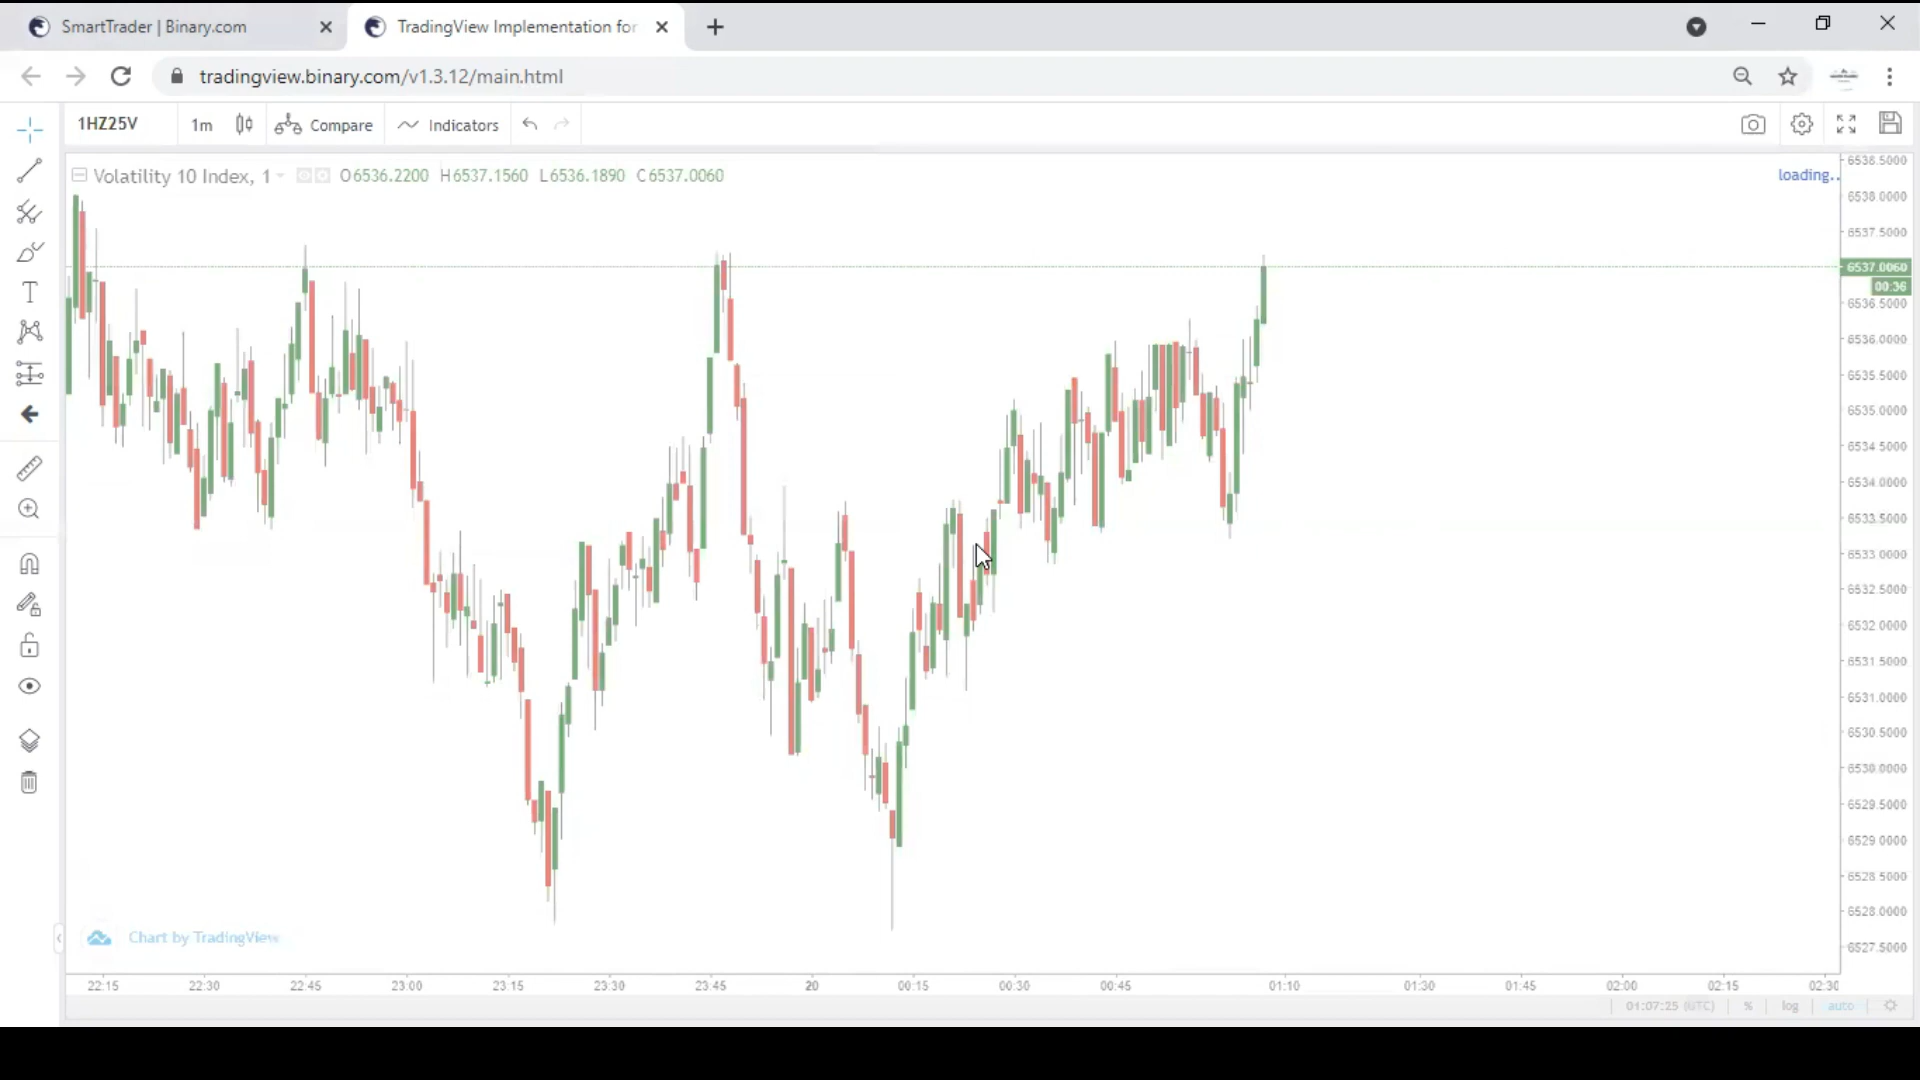 SmartTrader | Binary.com
TradingView Implementation for
tradingview.binary.com/v1.3.12/main.html
1HZ25V 1m Compare Indicators
Volatility 10 Index, 1 O6536.2200 H6537.1560 L6536.1890 C6537.0060
loading..
6538.5000
6538.0000
6537.5000
6537.0060
00:36
6536.5000
6536.0000
6535.5000
6535.0000
6534.5000
6534.0000
6533.5000
6533.0000
6532.5000
6532.0000
6531.5000
6531.0000
6530.5000
6530.0000
6529.5000
6529.0000
6528.5000
6528.0000
6527.5000
Chart by TradingView
22:15 22:30 22:45 23:00 23:15 23:30 23:45 20 00:15 00:30 00:45 01:10 01:30 01:45 02:00 02:15 02:30
01:07:25 (UTC) % log auto